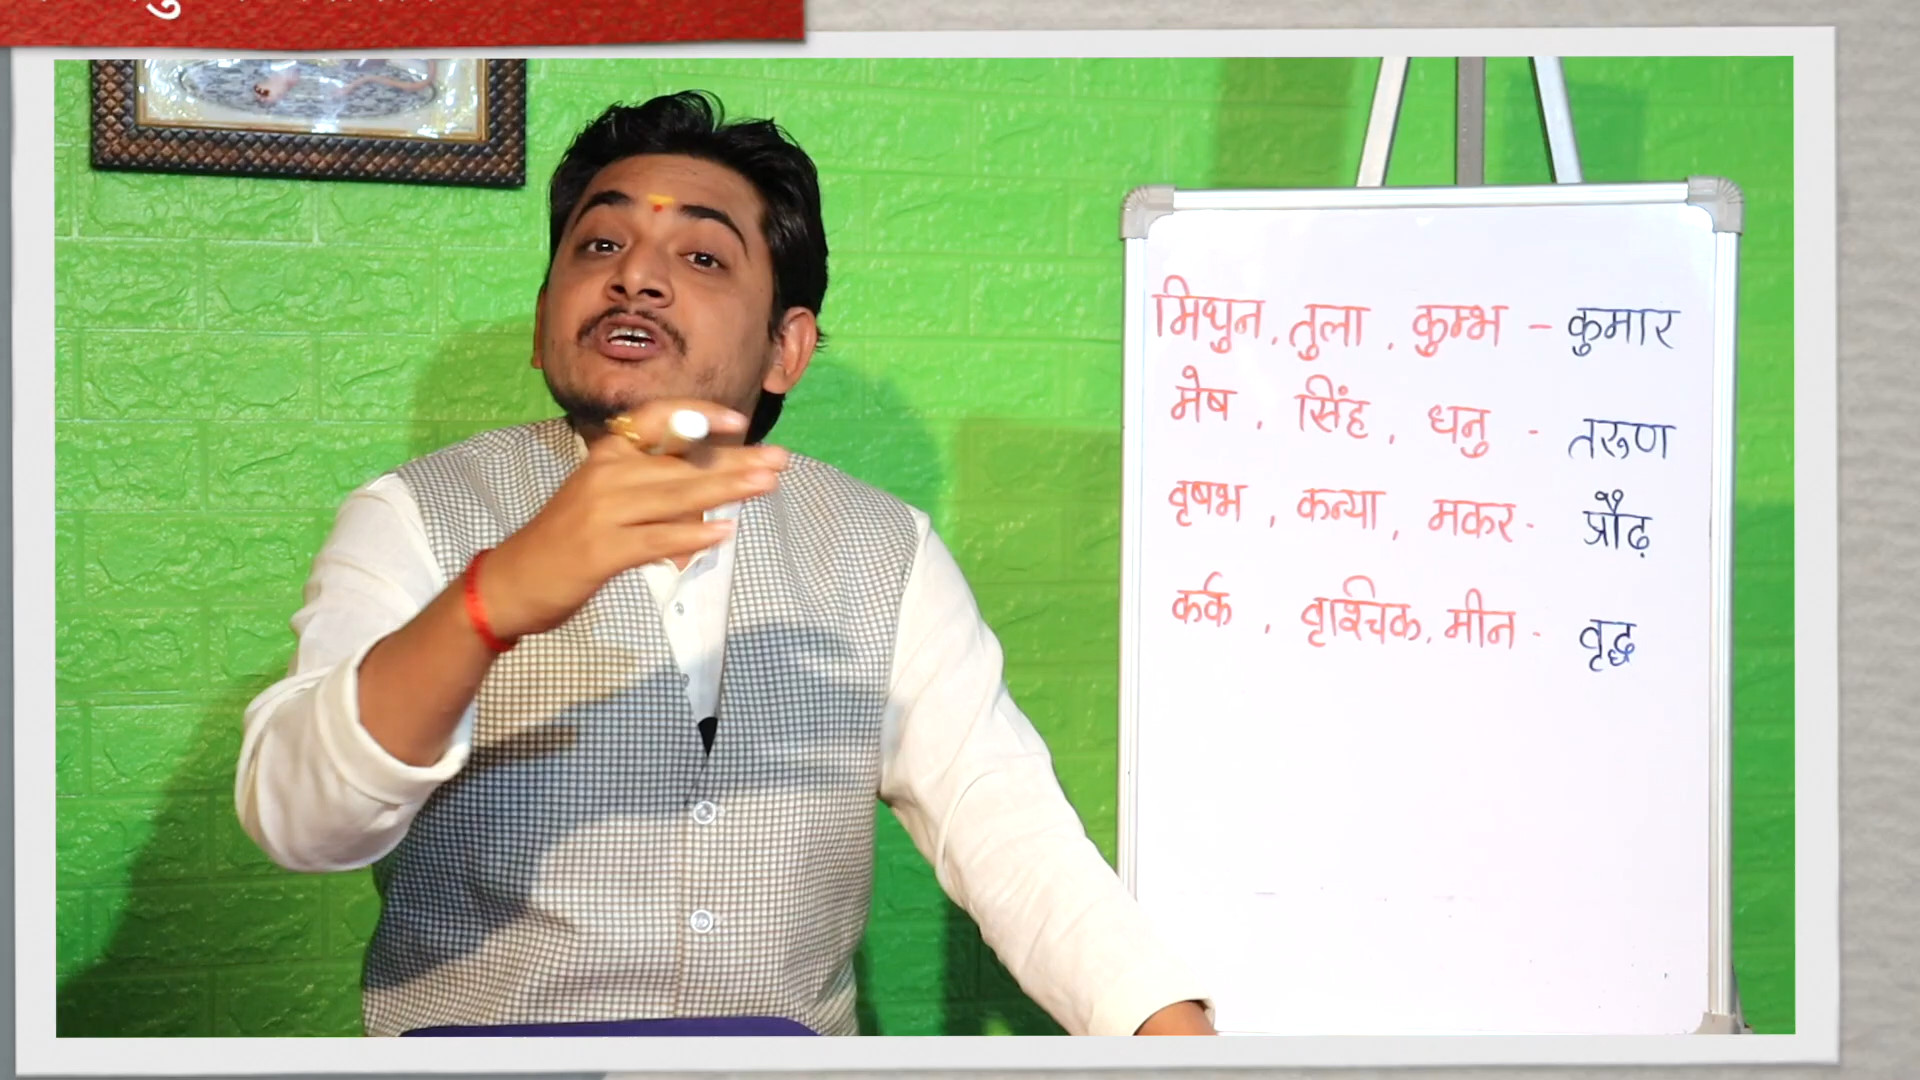 मिथुन . तुला . कुम्भ - कुमार
मेष . सिंह . धनु - तरूण
वृषभ , कन्या , मकर - प्रौढ़
कर्क , वृश्चिक . मीन - वृद्ध